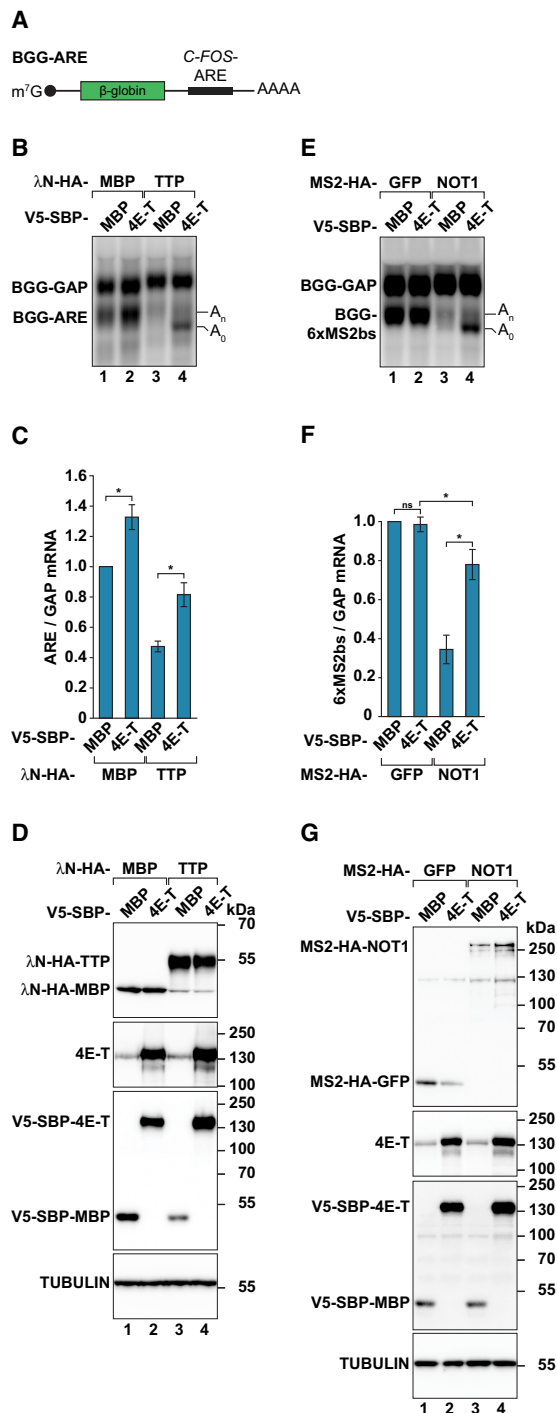 A
BGG-ARE
C-FOS-
ARE
m⁷G
β-globin
AAAA
B
λN-HA- MBP TTP
V5-SBP- MBP 4E-T MBP 4E-T
BGG-GAP
BGG-ARE
Aₙ
A₀
1 2 3 4
C
ARE / GAP mRNA
1.6
1.4
1.2
1.0
0.8
0.6
0.4
0.2
0
*
*
V5-SBP- MBP 4E-T MBP 4E-T
λN-HA- MBP TTP
D
λN-HA- MBP TTP
V5-SBP- MBP 4E-T MBP 4E-T
kDa
70
λN-HA-TTP
55
λN-HA-MBP
250
4E-T
130
100
250
V5-SBP-4E-T
130
100
70
55
V5-SBP-MBP
TUBULIN
55
1 2 3 4
E
MS2-HA- GFP NOT1
V5-SBP- MBP 4E-T MBP 4E-T
BGG-GAP
BGG-
6xMS2bs
Aₙ
A₀
1 2 3 4
F
6xMS2bs / GAP mRNA
1.0
0.8
0.6
0.4
0.2
0
ns
*
*
V5-SBP- MBP 4E-T MBP 4E-T
MS2-HA- GFP NOT1
G
MS2-HA- GFP NOT1
V5-SBP- MBP 4E-T MBP 4E-T
kDa
MS2-HA-NOT1
250
130
100
70
55
MS2-HA-GFP
4E-T
130
250
V5-SBP-4E-T
130
100
70
55
V5-SBP-MBP
TUBULIN
55
1 2 3 4